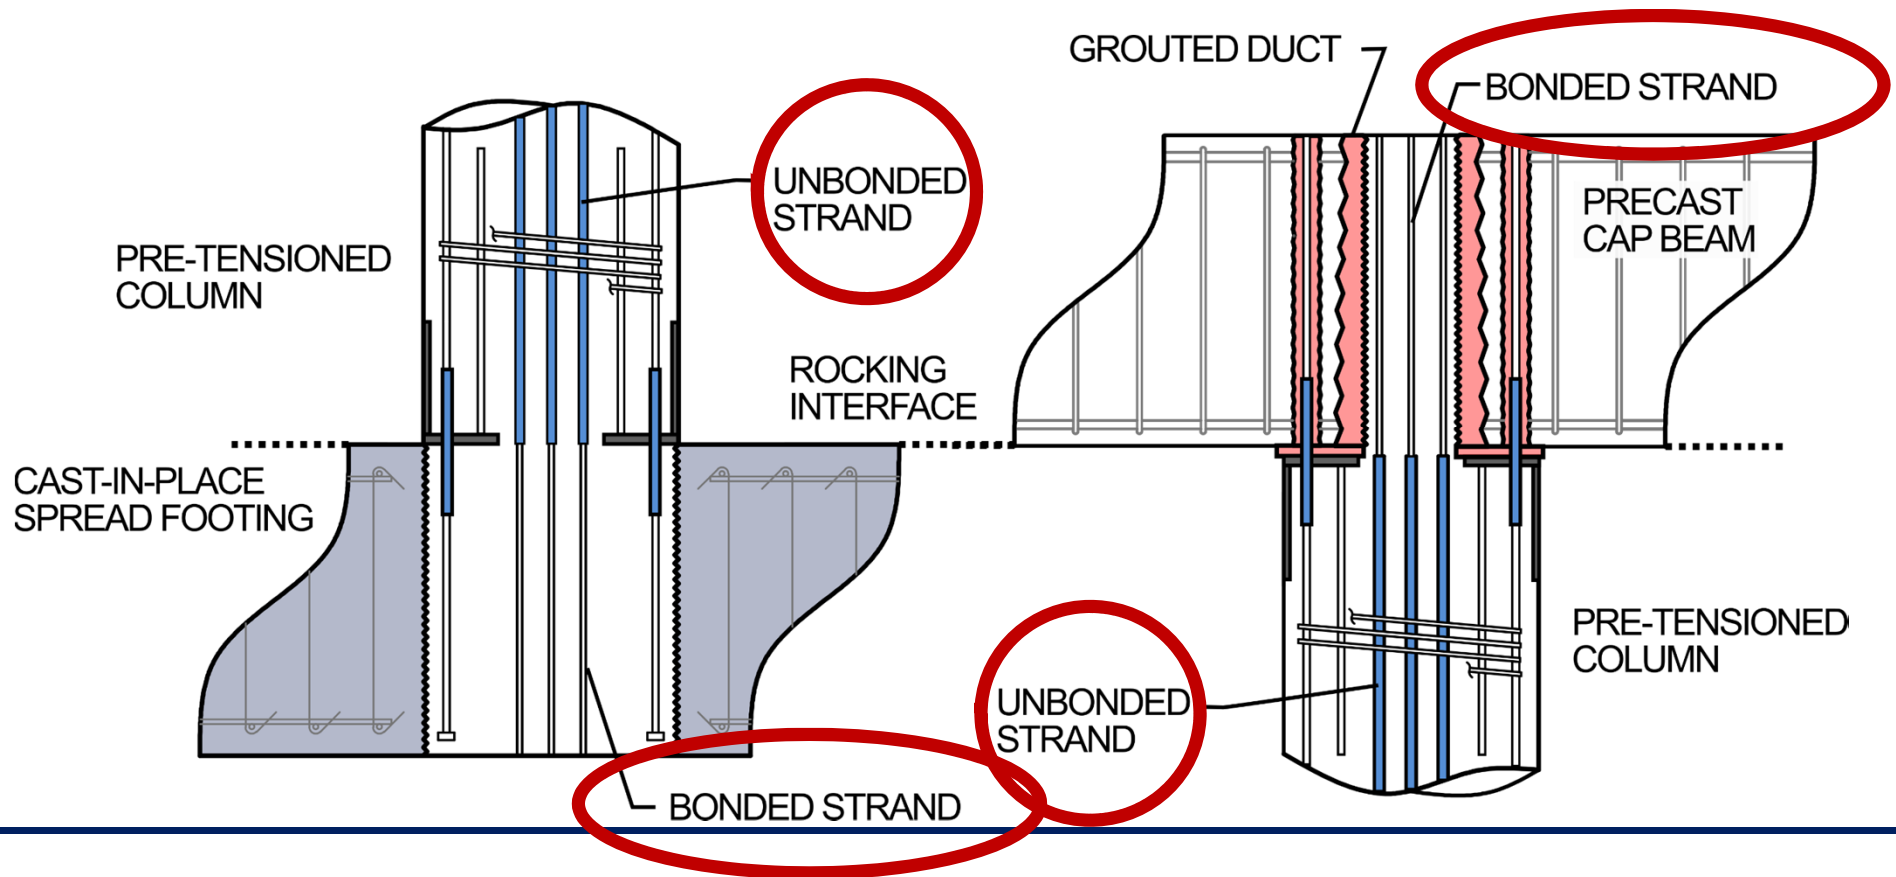 GROUTED DUCT
BONDED STRAND
UNBONDED
STRAND
PRECAST
CAP BEAM
PRE-TENSIONED
COLUMN
ROCKING
INTERFACE
CAST-IN-PLACE
SPREAD FOOTING
PRE-TENSIONED
COLUMN
UNBONDED
STRAND
BONDED STRAND